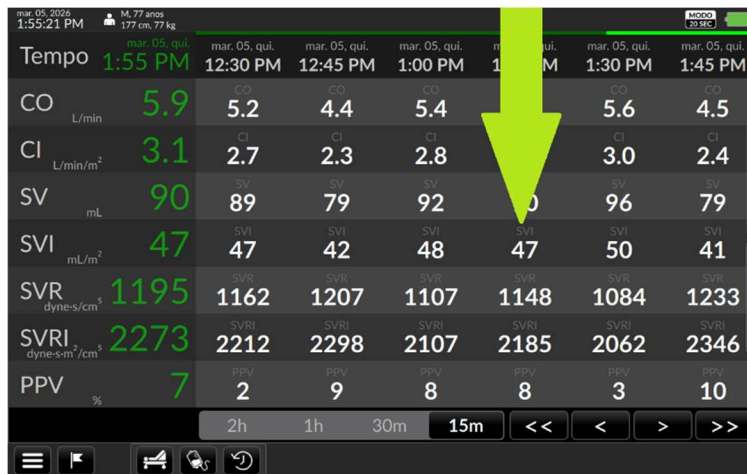 mar. 05, 2026
1:55:21 PM
M, 77 anos
177 cm, 77 kg
MODO
20 SEC
Tempo mar. 05, qui. 1:55 PM
mar. 05, qui. mar. 05, qui. mar. 05, qui. mar. 05, qui. mar. 05, qui.
12:30 PM 12:45 PM 1:00 PM 1:30 PM 1:45 PM
CO CO CO CO CO
CO L/min 5.9 5.2 4.4 5.4 5.6 4.5
CI CI CI CI CI
CI L/min/m² 3.1 2.7 2.3 2.8 3.0 2.4
SV SV SV SV SV
SV mL 90 89 79 92 96 79
SVI SVI SVI SVI SVI SVI
SVI mL/m² 47 47 42 48 47 50 41
SVR SVR SVR SVR SVR SVR
SVR dyne-s/cm⁵ 1195 1162 1207 1107 1148 1084 1233
SVRI SVRI SVRI SVRI SVRI SVRI
SVRI dyne-s-m²/cm⁵ 2273 2212 2298 2107 2185 2062 2346
PPV PPV PPV PPV PPV PPV
PPV % 7 2 9 8 8 3 10
2h 1h 30m 15m << < > >>